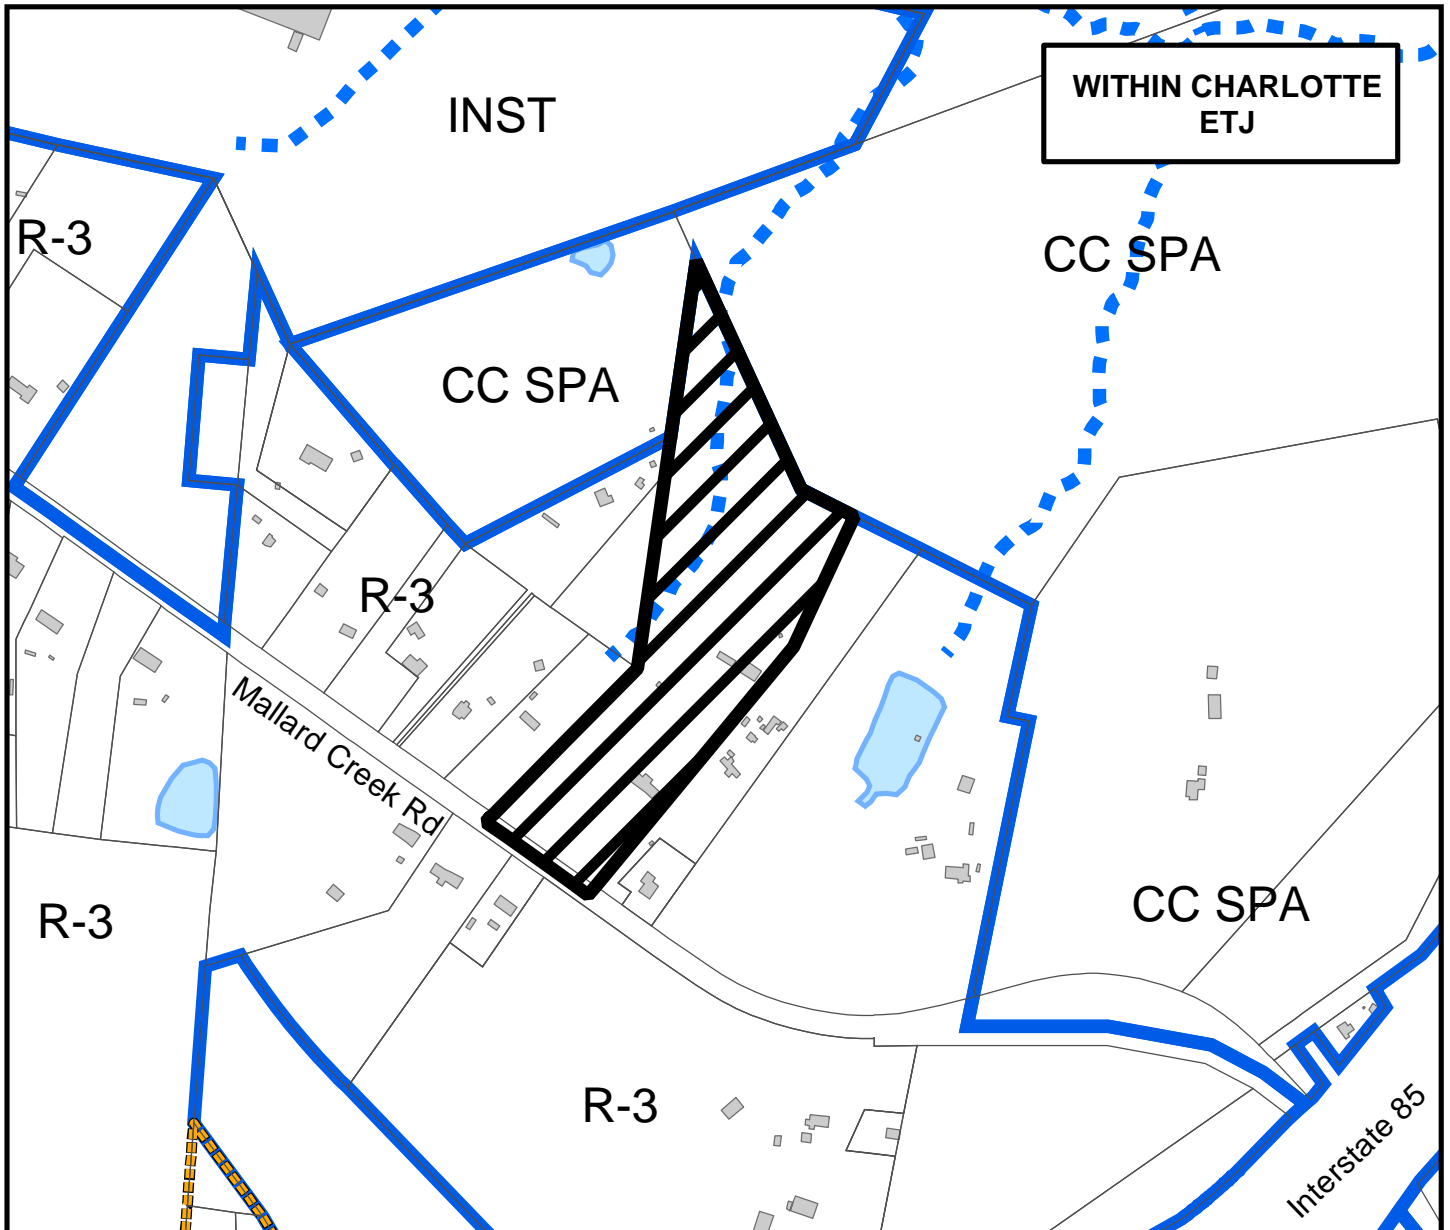 INST
WITHIN CHARLOTTE
ETJ
R-3
CC SPA
CC SPA
R-3
Mallard Creek Rd
R-3
CC SPA
R-3
Interstate 85